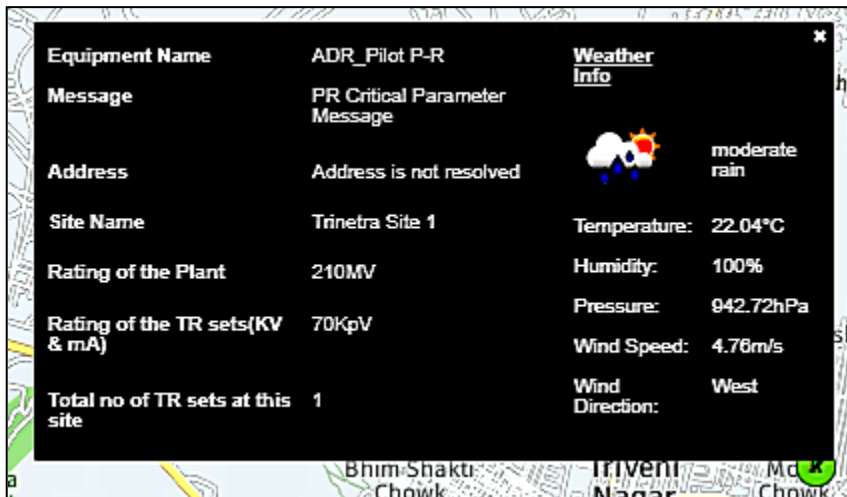 Equipment Name ADR_Pilot P-R
Message PR Critical Parameter
Message
Address Address is not resolved
Site Name Trinetra Site 1
Rating of the Plant 210MV
Rating of the TR sets(KV 70KpV
& mA)
Total no of TR sets at this 1
site
Weather
Info
moderate
rain
Temperature: 22.04°C
Humidity: 100%
Pressure: 942.72hPa
Wind Speed: 4.76m/s
Wind West
Direction:
Bhim Shakti
Chowk
Triveni
Nagar
Chowk